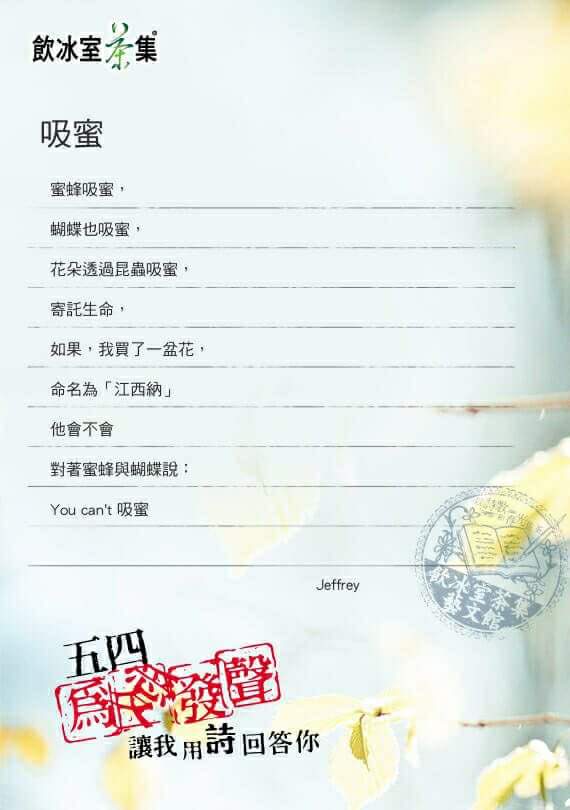 飲冰室茶集
吸蜜
蜜蜂吸蜜，
蝴蝶也吸蜜，
花朵透過昆蟲吸蜜，
寄託生命，
如果，我買了一盆花，
命名為「江西納」
他會不會
對著蜜蜂與蝴蝶說：
You can't 吸蜜
Jeffrey
飲冰室茶集
藝文館
五四
為 發聲
讓我用詩回答你